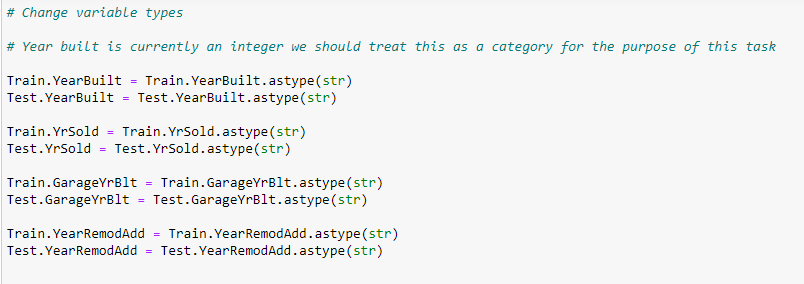 # Change variable types
# Year built is currently an integer we should treat this as a category for the purpose of this task
Train.YearBuilt = Train.YearBuilt.astype(str)
Test.YearBuilt = Test.YearBuilt.astype(str)
Train.YrSold = Train.YrSold.astype(str)
Test.YrSold = Test.YrSold.astype(str)
Train.GarageYrBlt = Train.GarageYrBlt.astype(str)
Test.GarageYrBlt = Test.GarageYrBlt.astype(str)
Train.YearRemodAdd = Train.YearRemodAdd.astype(str)
Test.YearRemodAdd = Test.YearRemodAdd.astype(str)